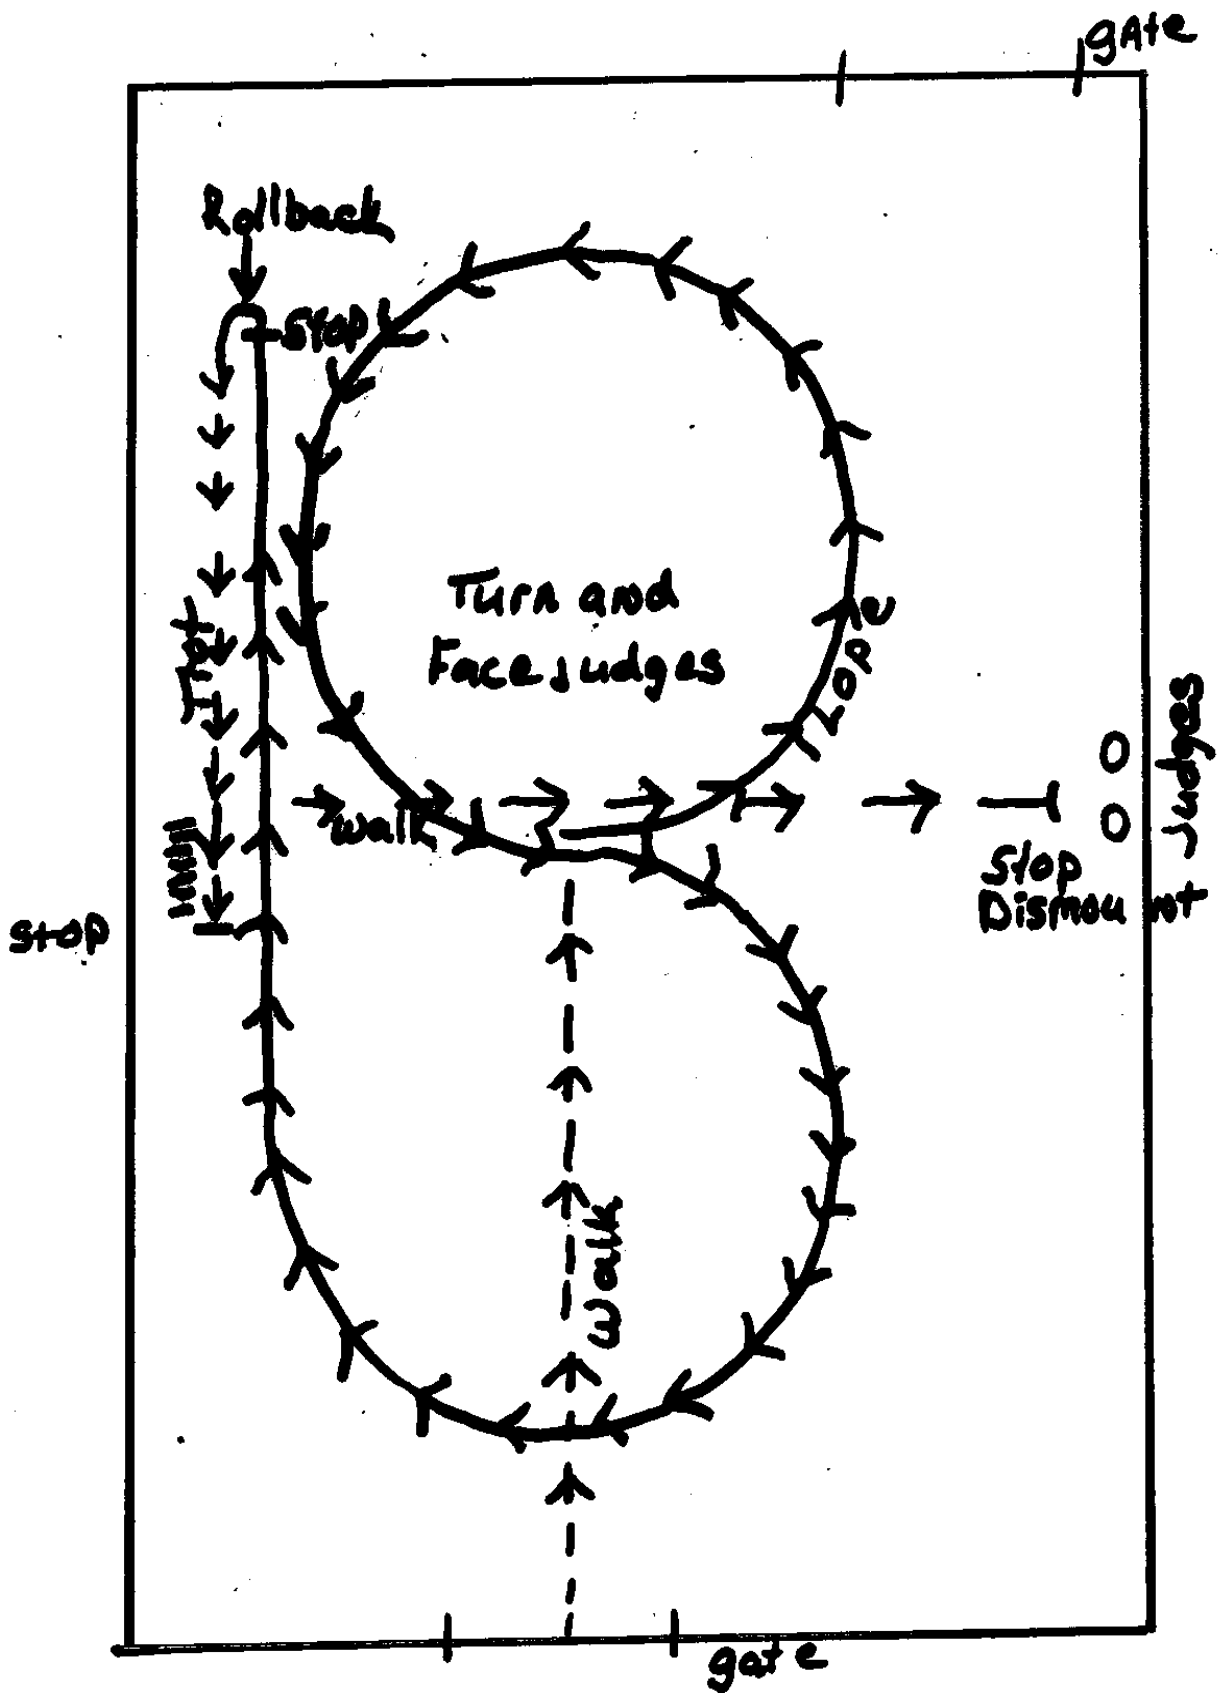 gAte
Rollback
Stop
Turn and
Face Judges
Lope
Trot
Judges
walk
Stop
Dismount
stop
walk
gate